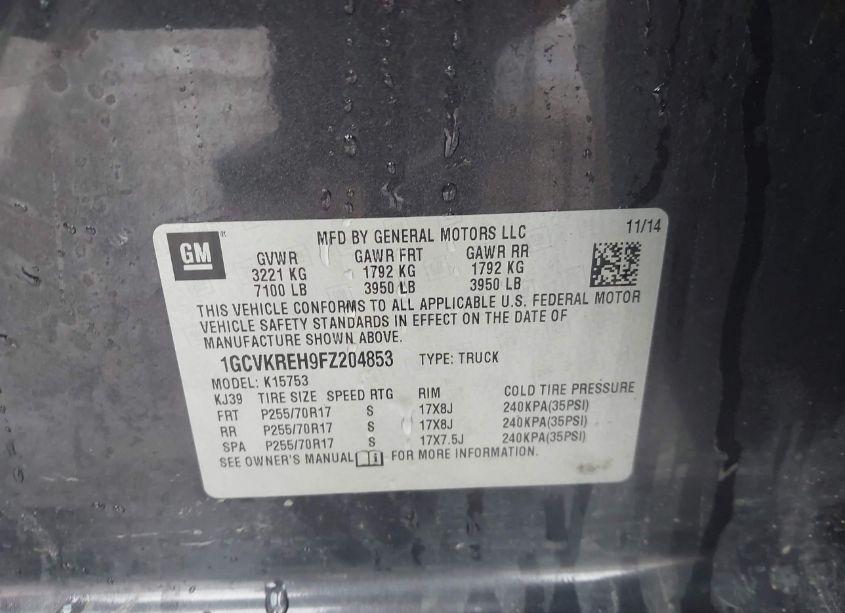 GM
MFD BY GENERAL MOTORS LLC 11/14
GVWR GAWR FRT GAWR RR
3221 KG 1792 KG 1792 KG
7100 LB 3950 LB 3950 LB
THIS VEHICLE CONFORMS TO ALL APPLICABLE U.S. FEDERAL MOTOR
VEHICLE SAFETY STANDARDS IN EFFECT ON THE DATE OF
MANUFACTURE SHOWN ABOVE.
1GCVKREH9FZ204853 TYPE: TRUCK
MODEL: K15753
KJ39 TIRE SIZE SPEED RTG RIM COLD TIRE PRESSURE
FRT P255/70R17 S 17X8J 240KPA(35PSI)
RR P255/70R17 S 17X8J 240KPA(35PSI)
SPA P255/70R17 S 17X7.5J 240KPA(35PSI)
SEE OWNER'S MANUAL FOR MORE INFORMATION.